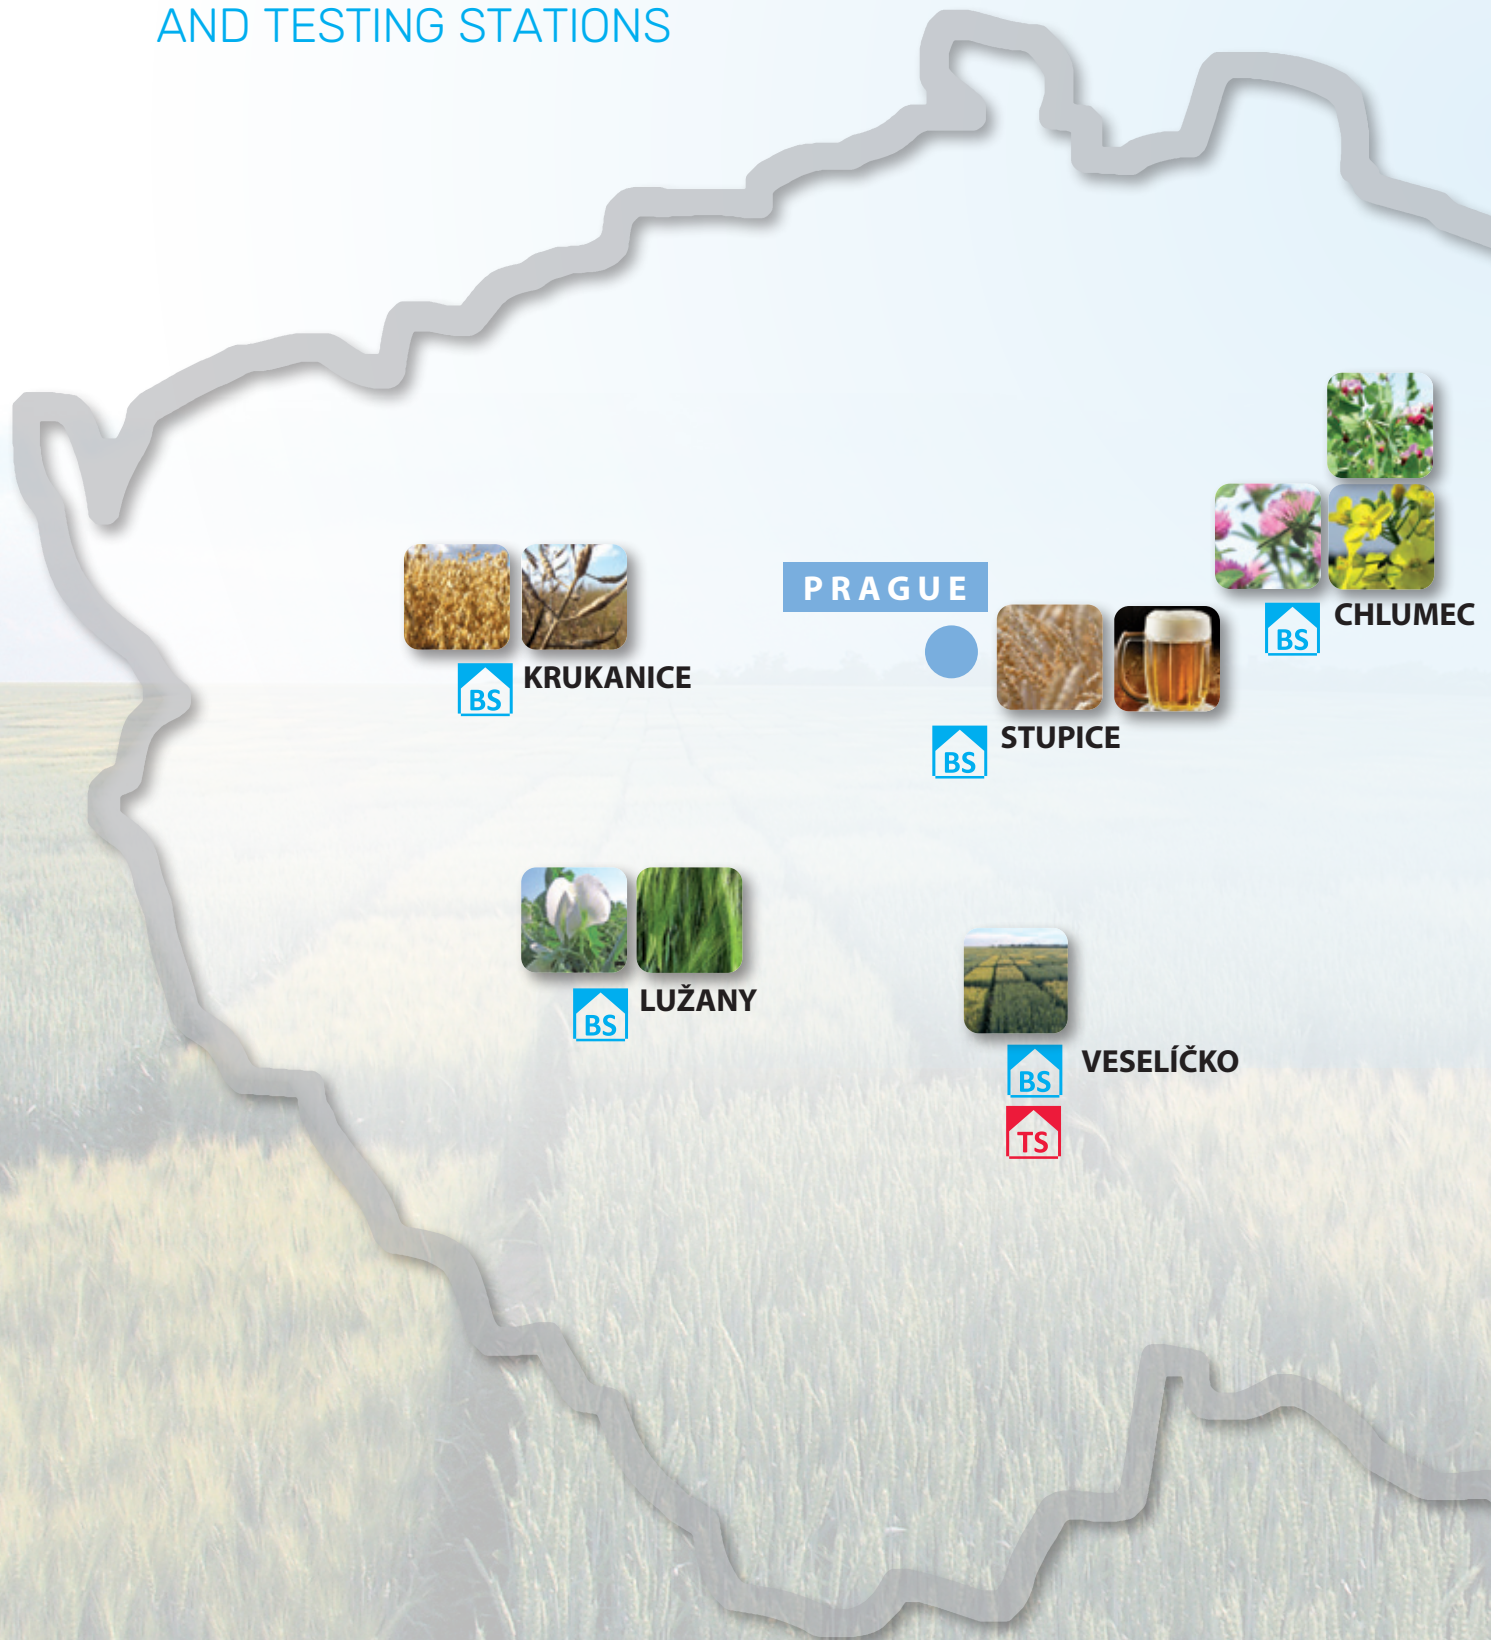 AND TESTING STATIONS
PRAGUE
CHLUMEC
BS
KRUKANICE
BS
STUPICE
BS
LUŽANY
BS
VESELÍČKO
BS
TS